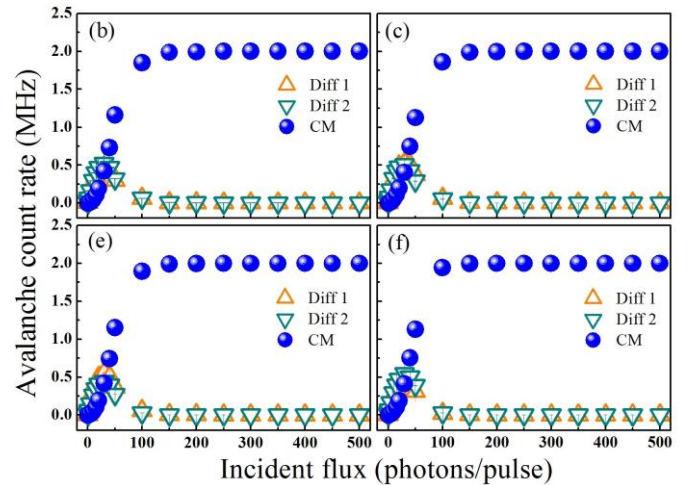 Avalanche count rate (MHz)
2.5
2.0
1.5
1.0
0.5
0.0
(b)
Diff 1
Diff 2
CM
(c)
Diff 1
Diff 2
CM
2.5
2.0
1.5
1.0
0.5
0.0
(e)
Diff 1
Diff 2
CM
(f)
Diff 1
Diff 2
CM
0 100 200 300 400 500 0 100 200 300 400 500
Incident flux (photons/pulse)